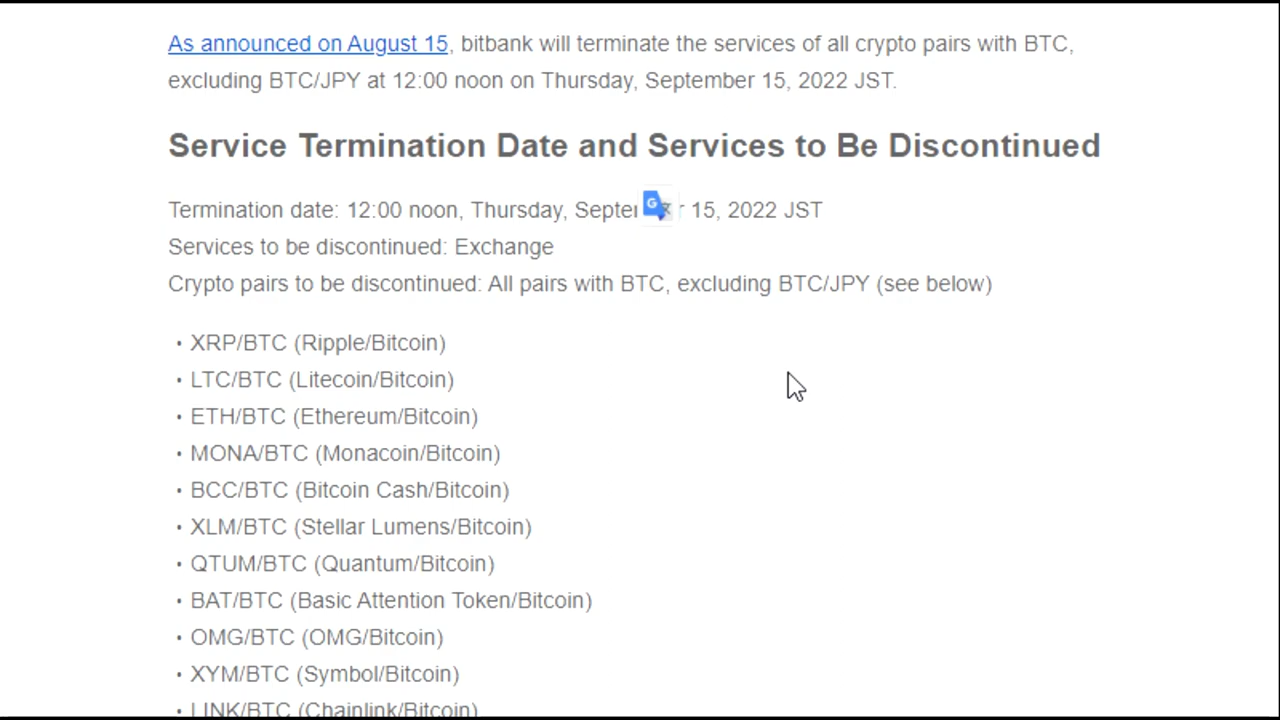 As announced on August 15, bitbank will terminate the services of all crypto pairs with BTC,
excluding BTC/JPY at 12:00 noon on Thursday, September 15, 2022 JST.
Service Termination Date and Services to Be Discontinued
Termination date: 12:00 noon, Thursday, 15, 2022 JST
Services to be discontinued: Exchange
Crypto pairs to be discontinued: All pairs with BTC, excluding BTC/JPY (see below)
・XRP/BTC (Ripple/Bitcoin)
・LTC/BTC (Litecoin/Bitcoin)
・ETH/BTC (Ethereum/Bitcoin)
・MONA/BTC (Monacoin/Bitcoin)
・BCC/BTC (Bitcoin Cash/Bitcoin)
・XLM/BTC (Stellar Lumens/Bitcoin)
・QTUM/BTC (Quantum/Bitcoin)
・BAT/BTC (Basic Attention Token/Bitcoin)
・OMG/BTC (OMG/Bitcoin)
・XYM/BTC (Symbol/Bitcoin)
・LINK/BTC (Chainlink/Bitcoin)